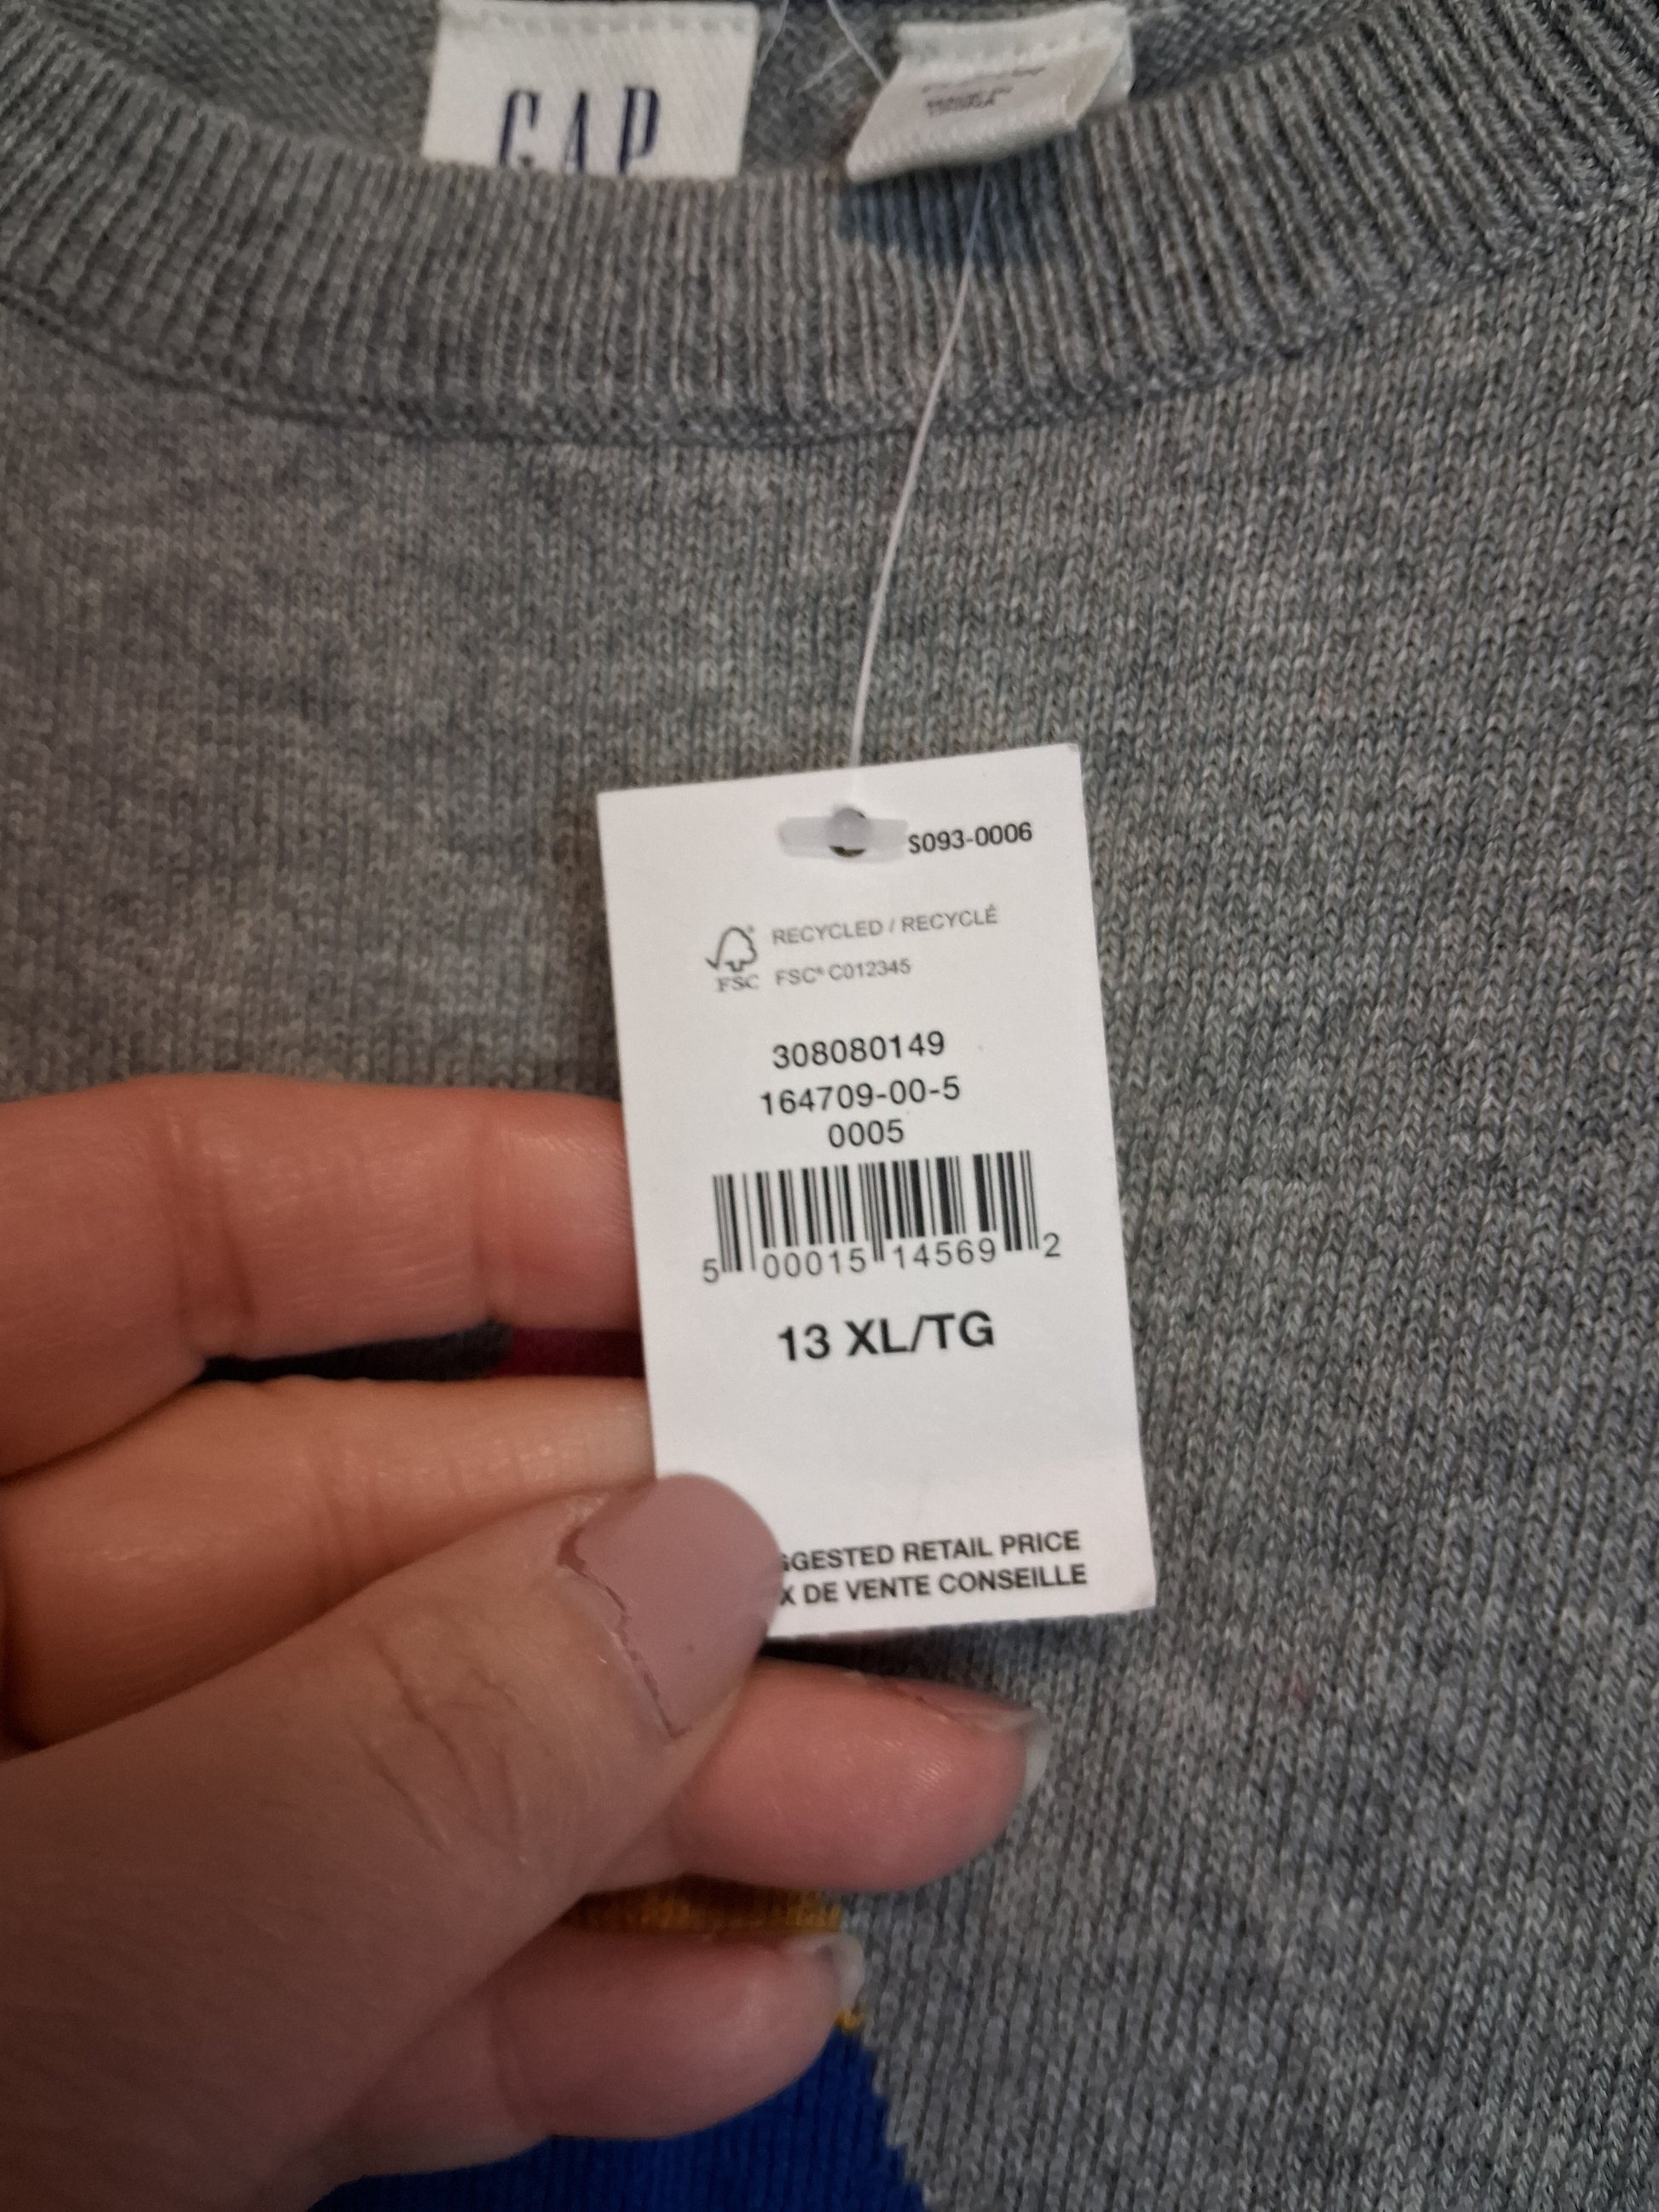 GAP
S093-0006
RECYCLED / RECYCLÉ
FSC FSC® C012345
308080149
164709-00-5
0005
5 00015 14569 2
13 XL/TG
GGESTED RETAIL PRICE
X DE VENTE CONSEILLE